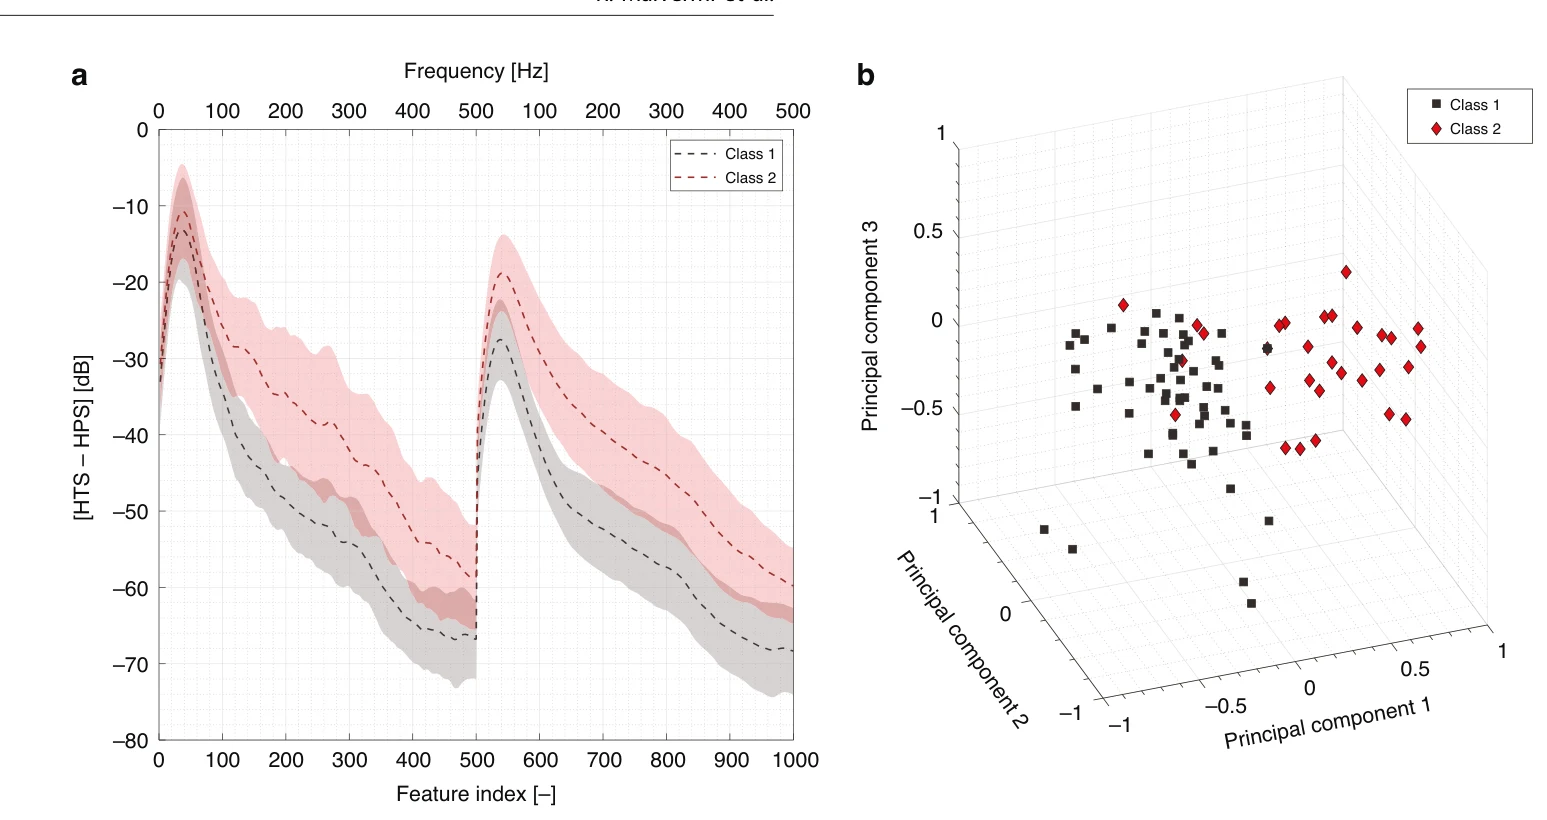 a
Frequency [Hz]
0 100 200 300 400 500 100 200 300 400 500
0
–10
–20
–30
–40
–50
–60
–70
–80
[HTS – HPS] [dB]
Class 1
Class 2
0 100 200 300 400 500 600 700 800 900 1000
Feature index [–]
b
Class 1
Class 2
1
0.5
0
–0.5
–1
Principal component 3
1
0
–1
Principal component 2
–1
–0.5
0
0.5
1
Principal component 1